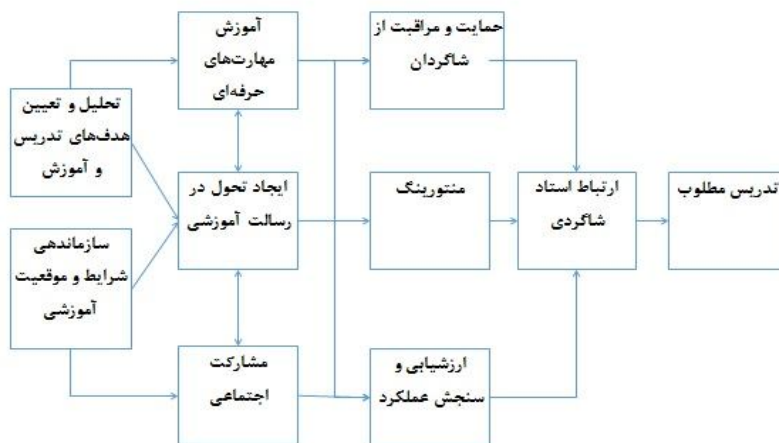 تحلیل و تعیین
هدف‌های تدریس
و آموزش
سازماندهی
شرایط و موقعیت
آموزشی
آموزش
مهارت‌های
حرفه‌ای
ایجاد تحول در
رسالت آموزشی
مشارکت
اجتماعی
حمایت و مراقبت از
شاگردان
منتورینگ
ارزشیابی و
سنجش عملکرد
ارتباط استاد
شاگردی
تدریس مطلوب